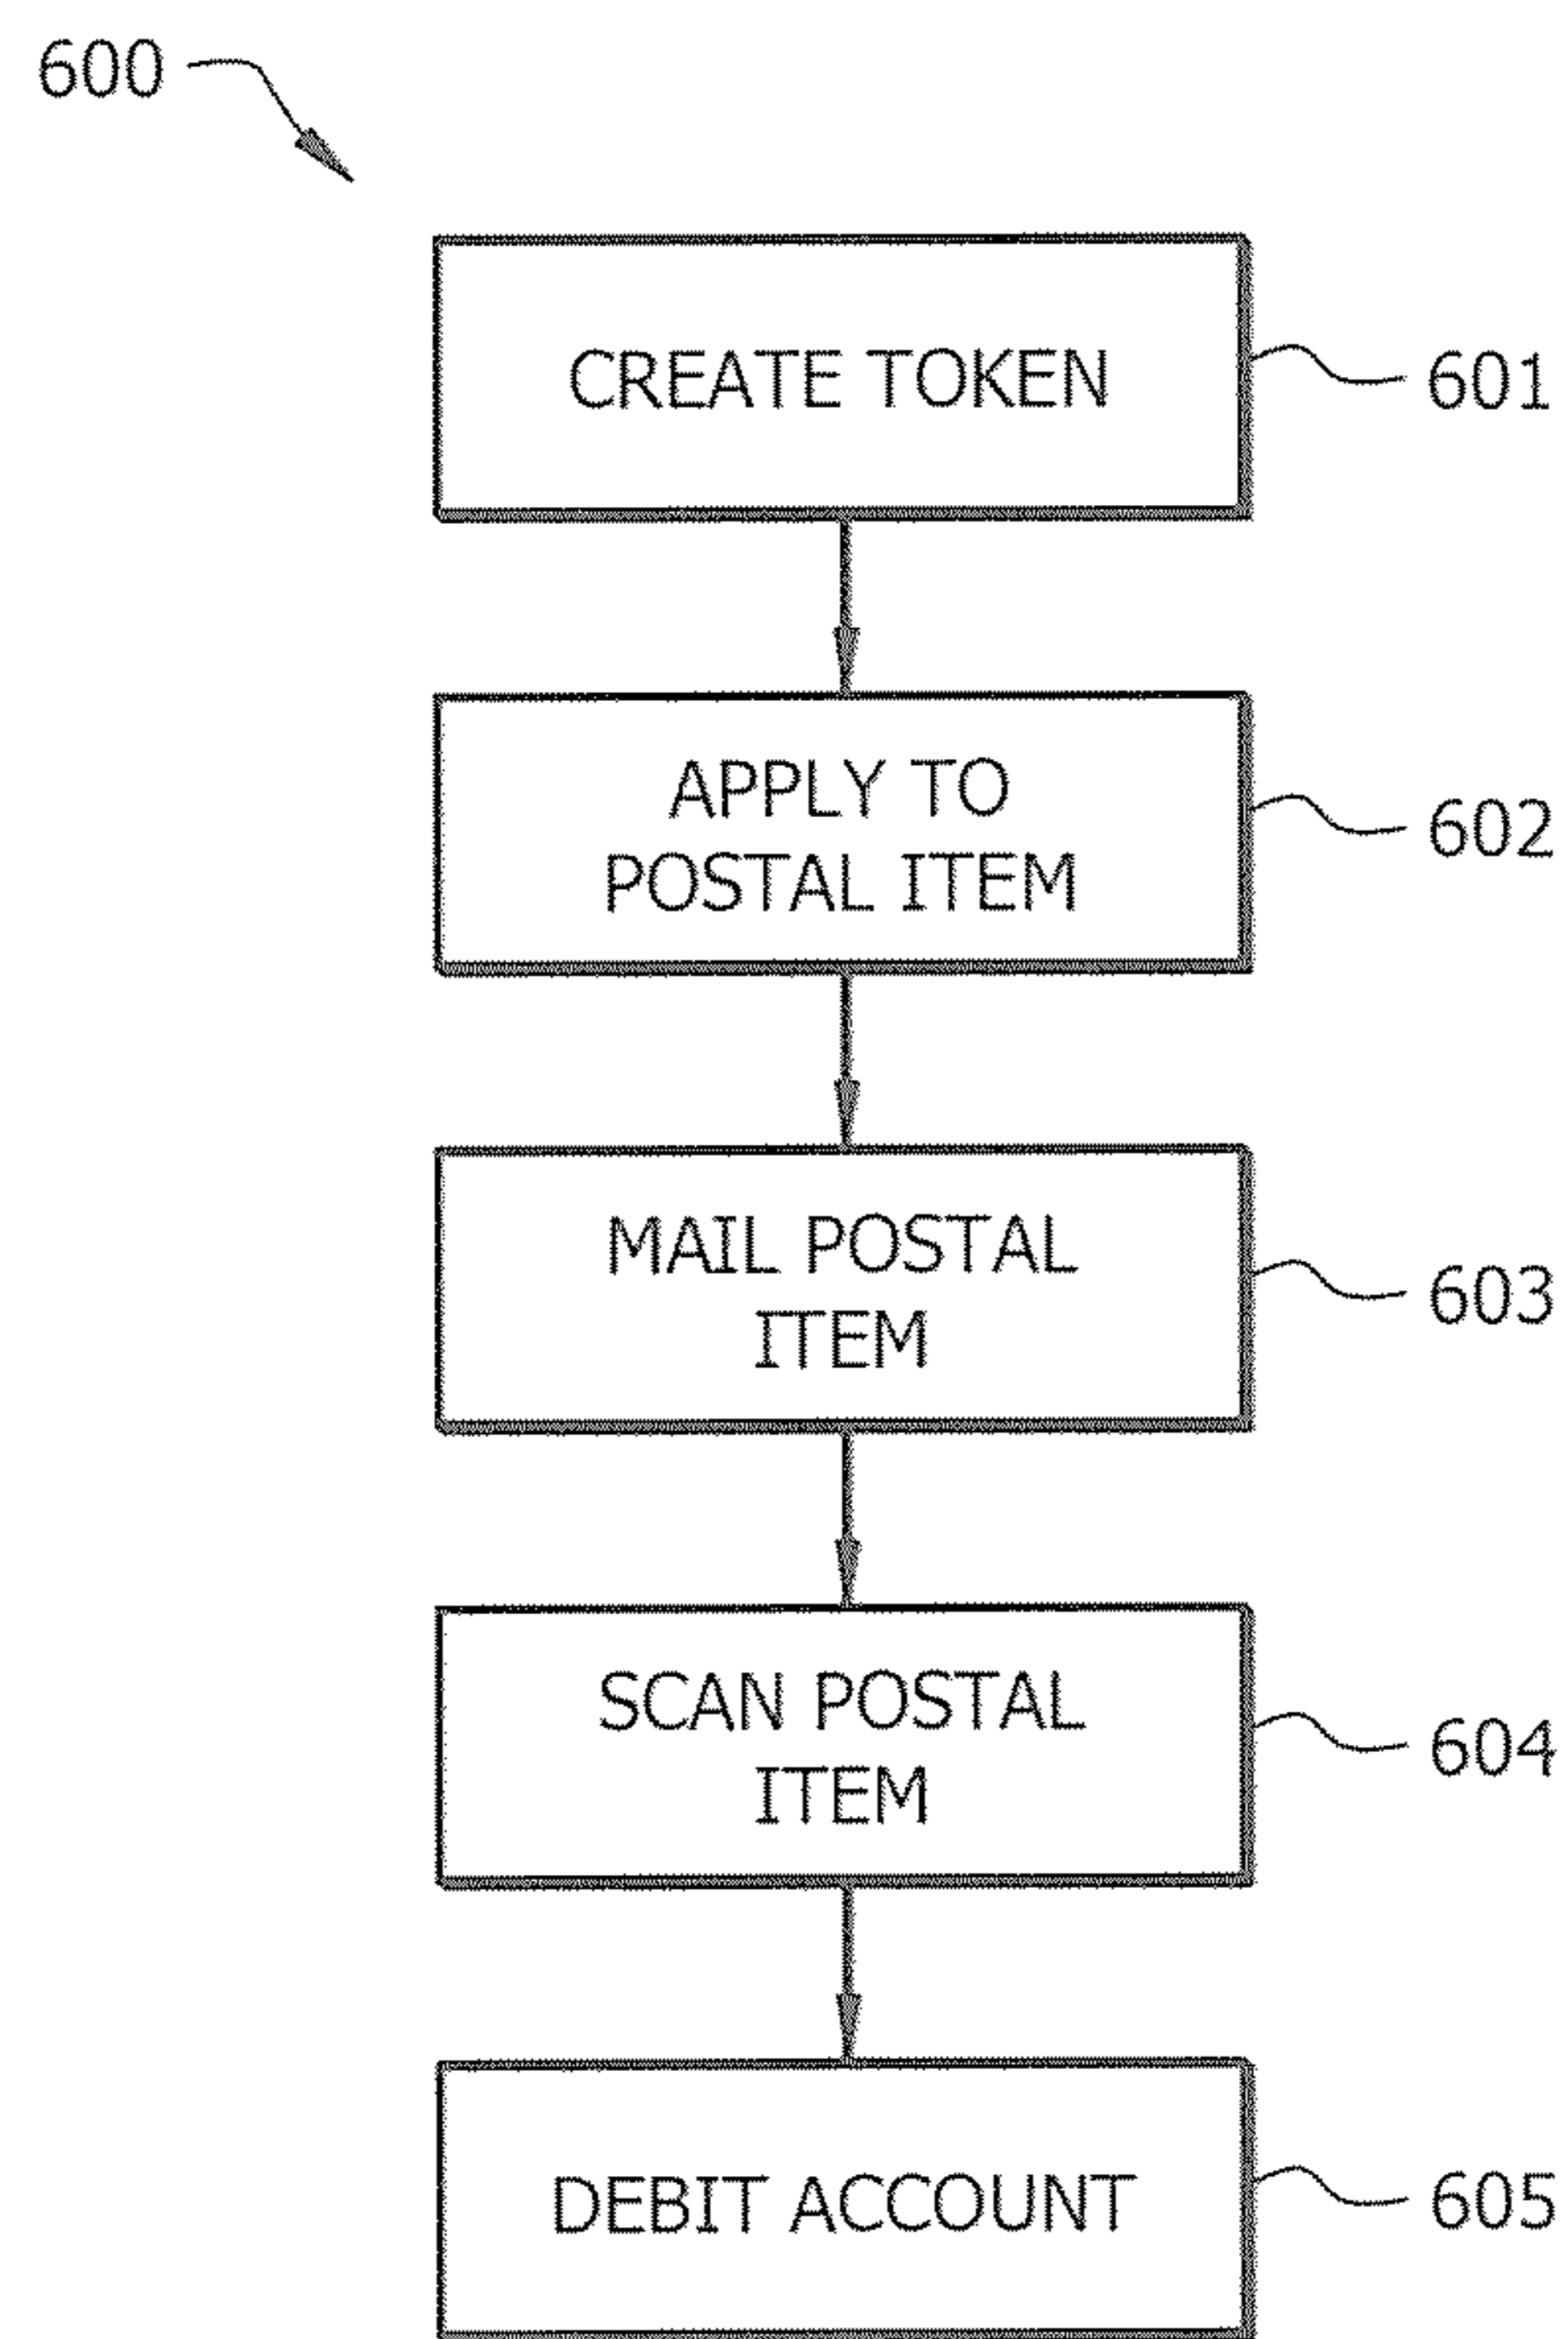 600
CREATE TOKEN
601
APPLY TO
POSTAL ITEM
602
MAIL POSTAL
ITEM
603
SCAN POSTAL
ITEM
604
DEBIT ACCOUNT
605